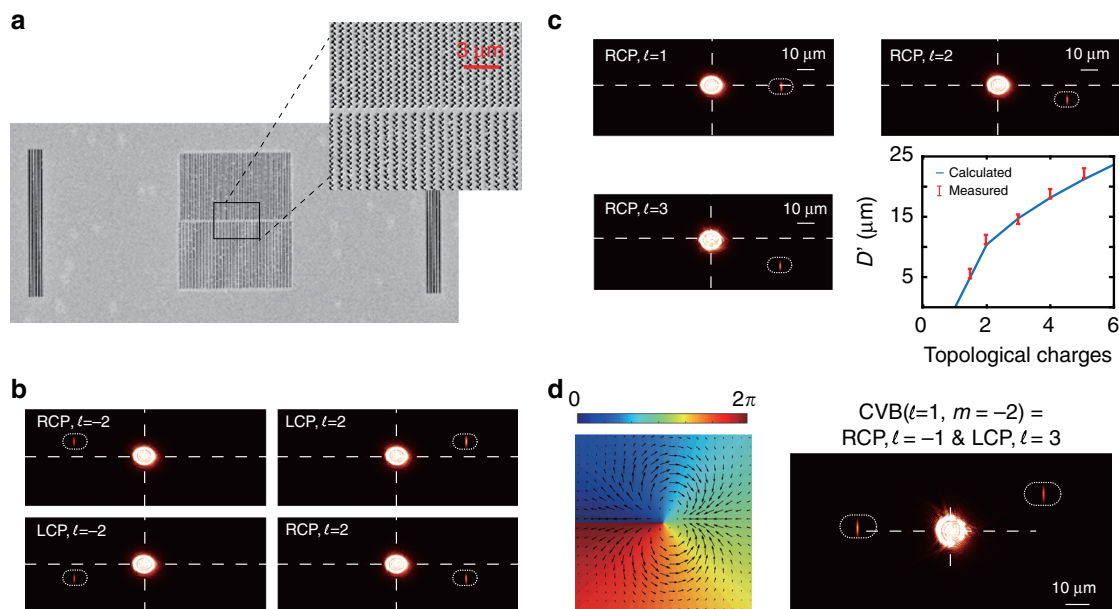 a
3 μm
b
RCP, ℓ=−2
LCP, ℓ=2
LCP, ℓ=−2
RCP, ℓ=2
c
RCP, ℓ=1
10 μm
RCP, ℓ=2
10 μm
RCP, ℓ=3
10 μm
25
15
5
D' (μm)
Calculated
Measured
0 2 4 6
Topological charges
d
0 2π
CVB(ℓ=1, m = −2) =
RCP, ℓ = −1 & LCP, ℓ = 3
10 μm